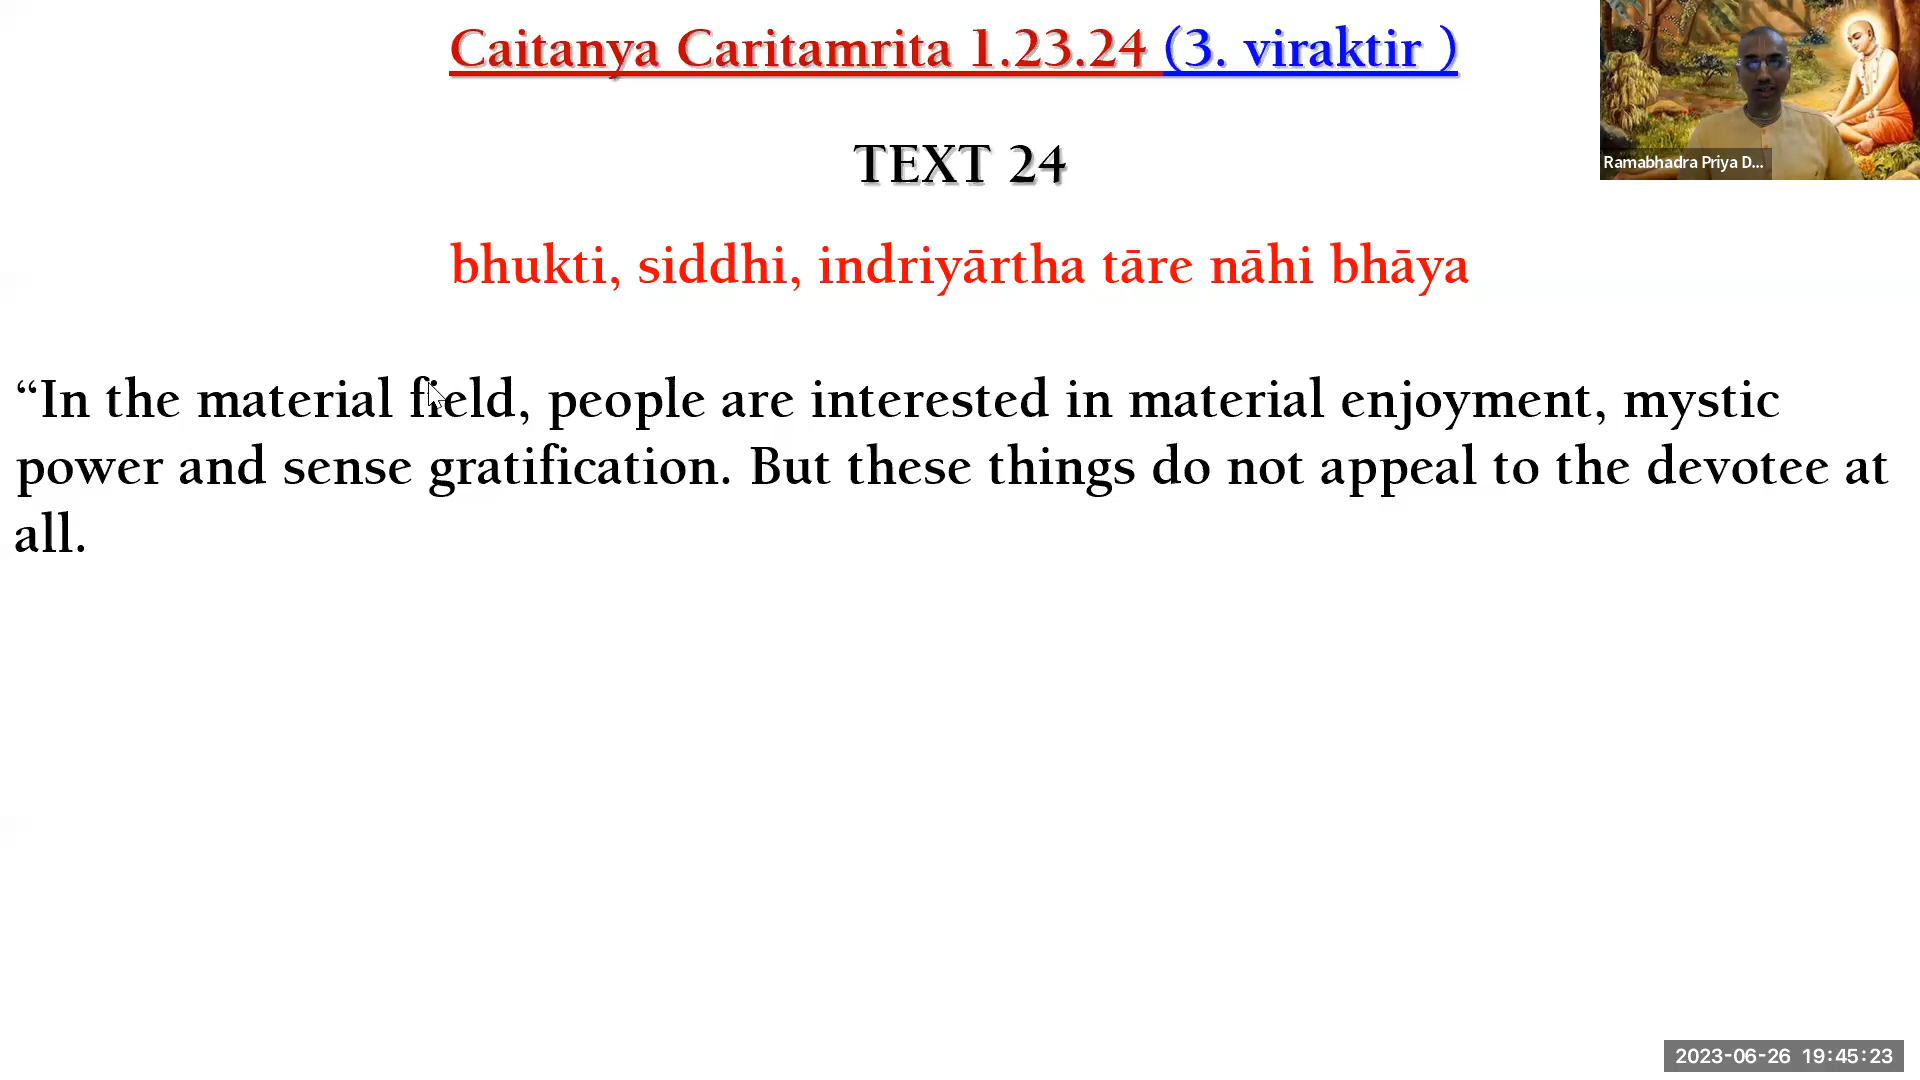 Caitanya Caritamrita 1.23.24 (3. viraktir )
Ramabhadra Priya D...
TEXT 24
bhukti, siddhi, indriyārtha tāre nāhi bhāya
“In the material field, people are interested in material enjoyment, mystic
power and sense gratification. But these things do not appeal to the devotee at
all.
2023-06-26 19:45:23